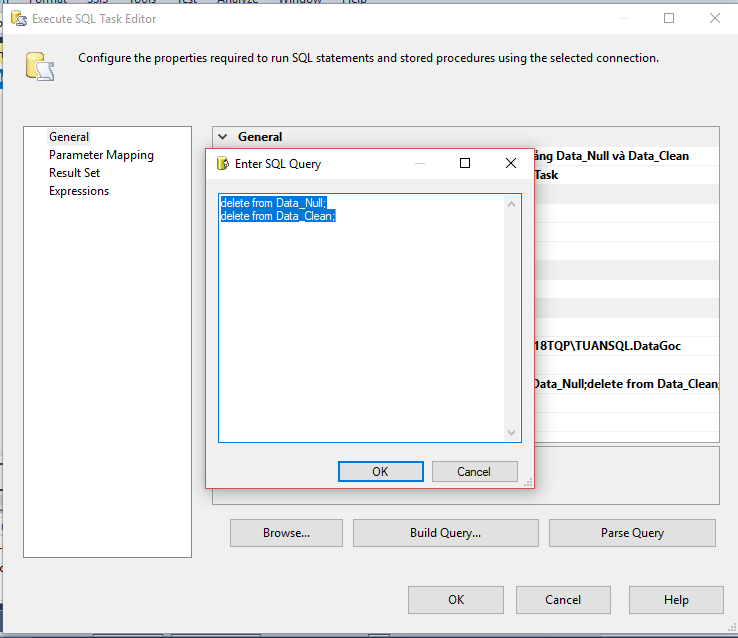 Execute SQL Task Editor
Configure the properties required to run SQL statements and stored procedures using the selected connection.
General
Parameter Mapping
Result Set
Expressions
General
Data_Null và Data_Clean
Task
Enter SQL Query
delete from Data_Null;
delete from Data_Clean;
18TQP\TUANSQL.DataGoc
Data_Null;delete from Data_Clean;
OK
Cancel
Browse...
Build Query...
Parse Query
OK
Cancel
Help